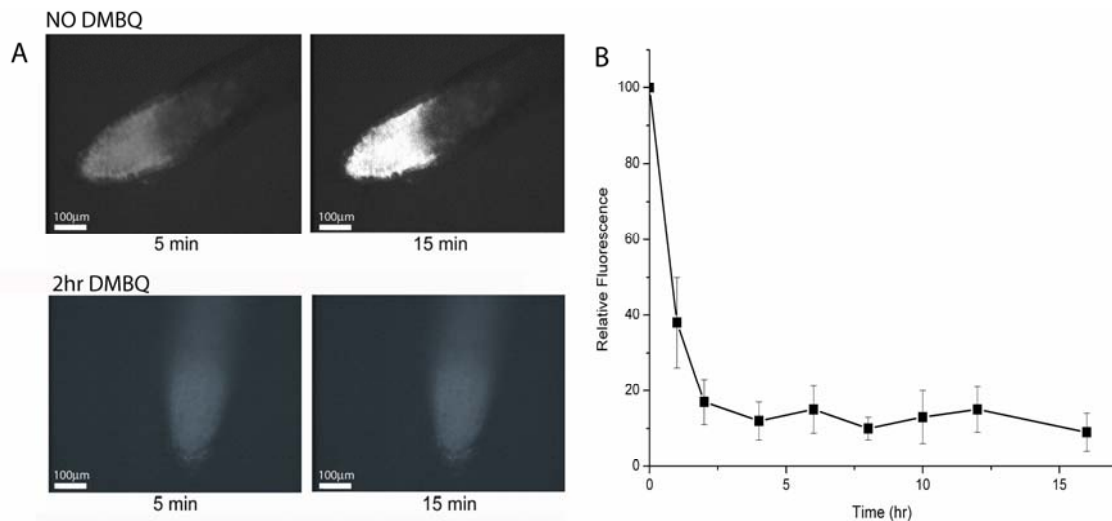 NO DMBQ
A
100µm
5 min
100µm
15 min
2hr DMBQ
100µm
5 min
100µm
15 min
B
Relative Fluorescence
100
80
60
40
20
0
0
5
10
15
Time (hr)